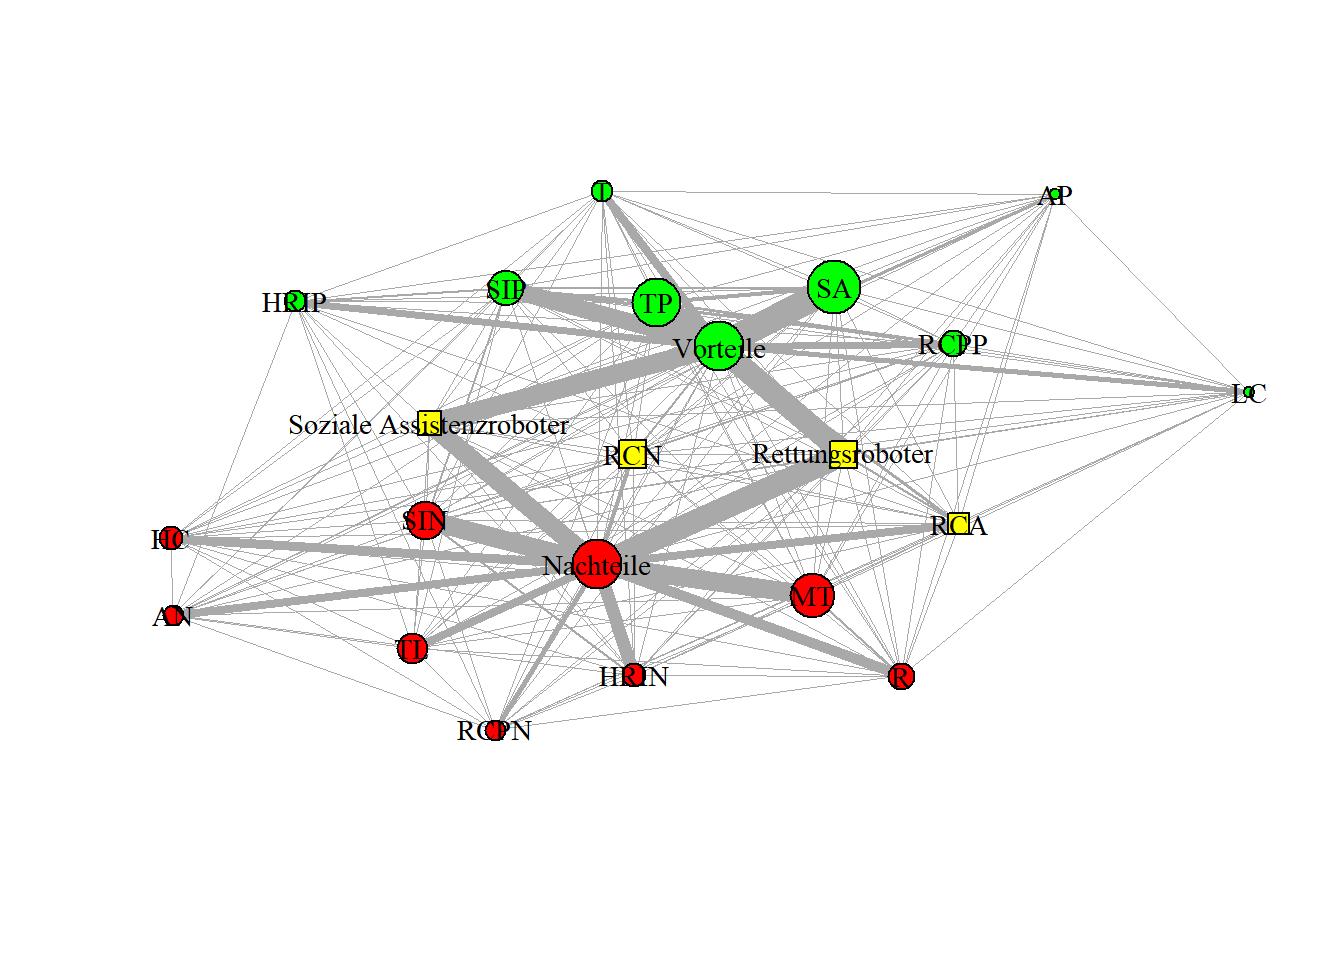 I
AP
SIP
SA
HRIP
TP
RCPP
Vorteile
LC
Soziale Assistenzroboter
RCN
Rettungsroboter
SIN
RCA
HC
Nachteile
MT
AN
TL
HRIN
R
RCPN